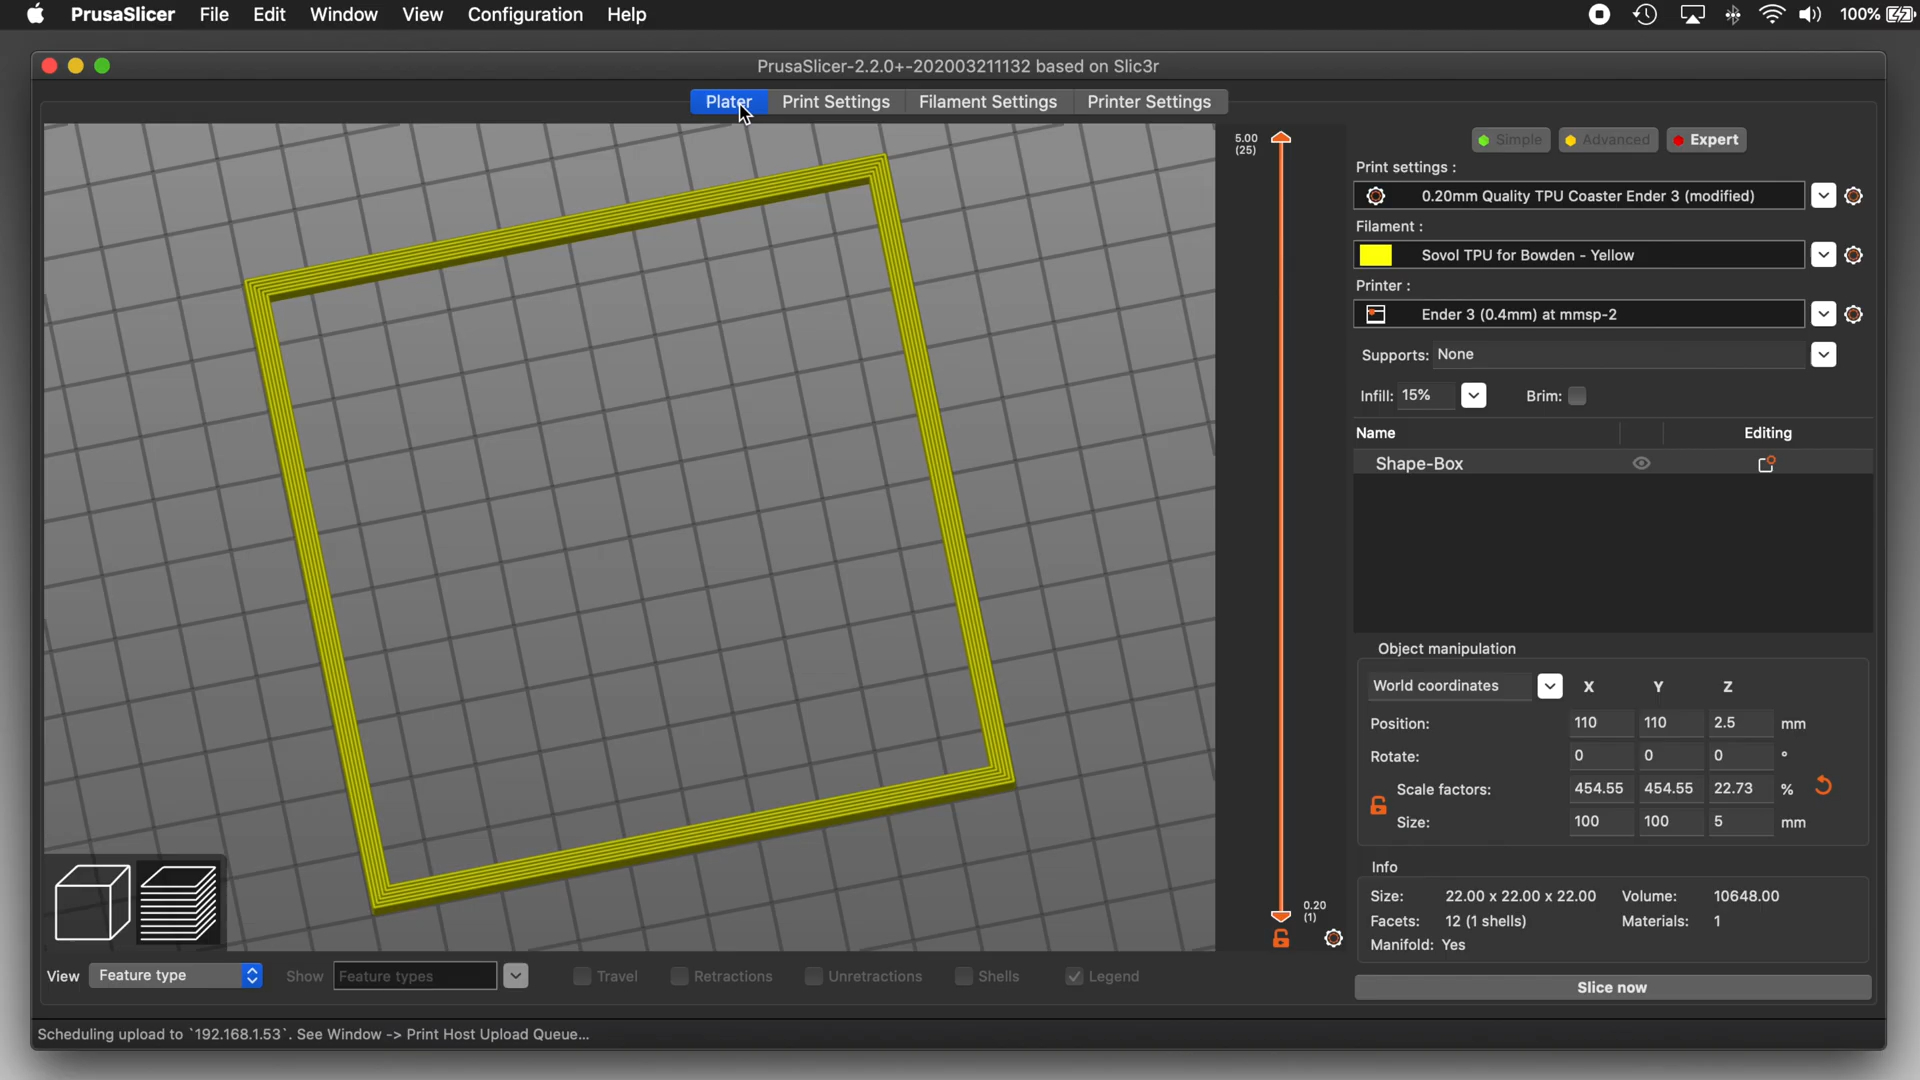 PrusaSlicer File Edit Window View Configuration Help 100%
PrusaSlicer-2.2.0+-202003211132 based on Slic3r
Plater Print Settings Filament Settings Printer Settings
5.00
(25)
Simple Advanced Expert
Print settings :
0.20mm Quality TPU Coaster Ender 3 (modified)
Filament :
Sovol TPU for Bowden - Yellow
Printer :
Ender 3 (0.4mm) at mmsp-2
Supports: None
Infill: 15% Brim:
Name Editing
Shape-Box
Object manipulation
World coordinates X Y Z
Position: 110 110 2.5 mm
Rotate: 0 0 0 °
Scale factors: 454.55 454.55 22.73 %
Size: 100 100 5 mm
Info
Size: 22.00 x 22.00 x 22.00 Volume: 10648.00
Facets: 12 (1 shells) Materials: 1
Manifold: Yes
0.20
(1)
View Feature type Show Feature types Travel Retractions Unretractions Shells Legend
Slice now
Scheduling upload to `192.168.1.53`. See Window -> Print Host Upload Queue...